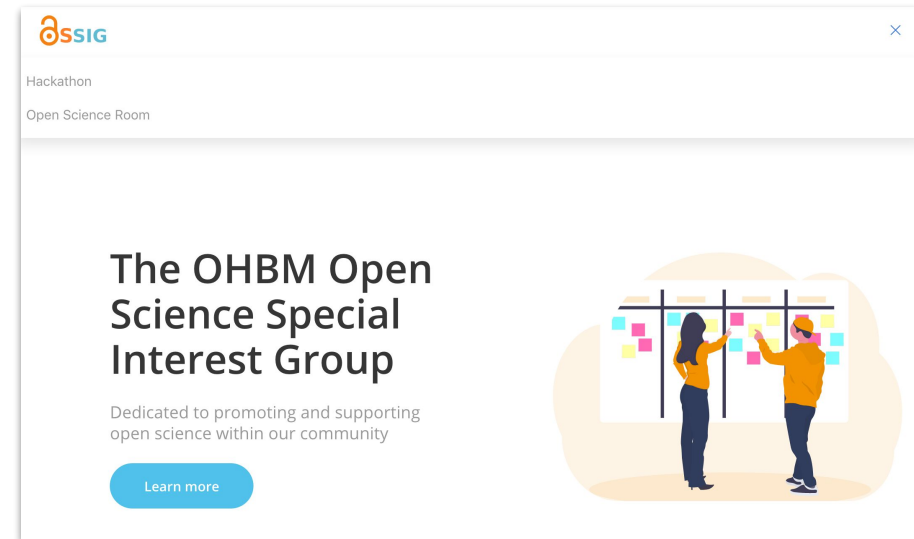 OSSIG
Hackathon
Open Science Room
The OHBM Open
Science Special
Interest Group
Dedicated to promoting and supporting
open science within our community
Learn more